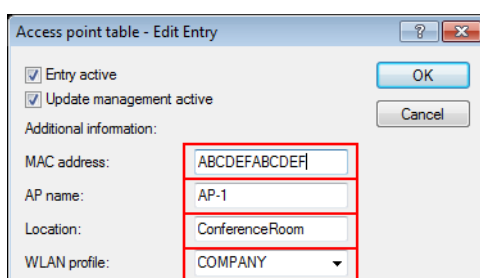 Access point table - Edit Entry
Entry active
OK
Update management active
Cancel
Additional information:
MAC address: ABCDEFABCDEF
AP name: AP-1
Location: ConferenceRoom
WLAN profile: COMPANY